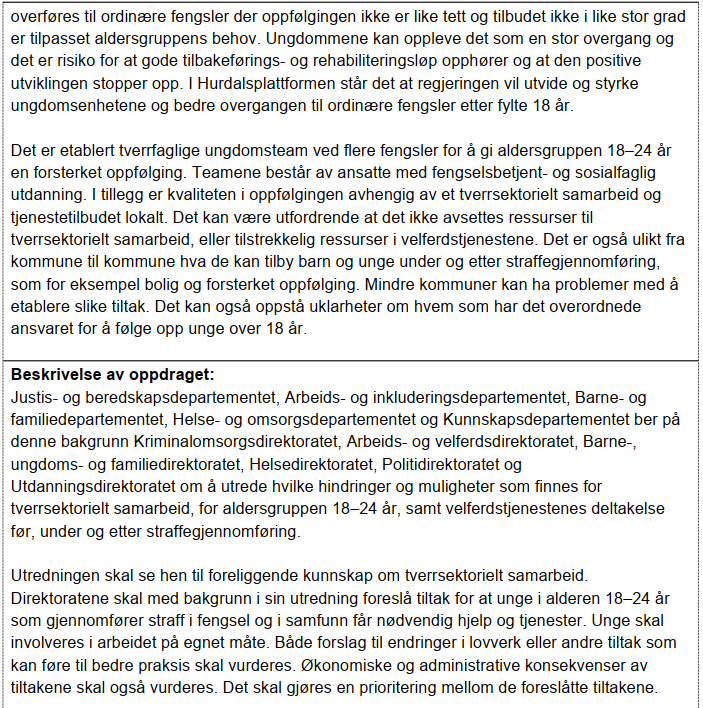 overføres til ordinære fengsler der oppfølgingen ikke er like tett og tilbudet ikke i like stor grad
er tilpasset aldersgruppens behov. Ungdommene kan oppleve det som en stor overgang og
det er risiko for at gode tilbakeførings- og rehabiliteringsløp opphører og at den positive
utviklingen stopper opp. I Hurdalsplattformen står det at regjeringen vil utvide og styrke
ungdomsenhetene og bedre overgangen til ordinære fengsler etter fylte 18 år.
Det er etablert tverrfaglige ungdomsteam ved flere fengsler for å gi aldersgruppen 18–24 år
en forsterket oppfølging. Teamene består av ansatte med fengselsbetjent- og sosialfaglig
utdanning. I tillegg er kvaliteten i oppfølgingen avhengig av et tverrsektorielt samarbeid og
tjenestetilbudet lokalt. Det kan være utfordrende at det ikke avsettes ressurser til
tverrsektorielt samarbeid, eller tilstrekkelig ressurser i velferdstjenestene. Det er også ulikt fra
kommune til kommune hva de kan tilby barn og unge under og etter straffegjennomføring,
som for eksempel bolig og forsterket oppfølging. Mindre kommuner kan ha problemer med å
etablere slike tiltak. Det kan også oppstå uklarheter om hvem som har det overordnede
ansvaret for å følge opp unge over 18 år.
Beskrivelse av oppdraget:
Justis- og beredskapsdepartementet, Arbeids- og inkluderingsdepartementet, Barne- og
familiedepartementet, Helse- og omsorgsdepartementet og Kunnskapsdepartementet ber på
denne bakgrunn Kriminalomsorgsdirektoratet, Arbeids- og velferdsdirektoratet, Barne-,
ungdoms- og familiedirektoratet, Helsedirektoratet, Politidirektoratet og
Utdanningsdirektoratet om å utrede hvilke hindringer og muligheter som finnes for
tverrsektorielt samarbeid, for aldersgruppen 18–24 år, samt velferdstjenestenes deltakelse
før, under og etter straffegjennomføring.
Utredningen skal se hen til foreliggende kunnskap om tverrsektorielt samarbeid.
Direktoratene skal med bakgrunn i sin utredning foreslå tiltak for at unge i alderen 18–24 år
som gjennomfører straff i fengsel og i samfunn får nødvendig hjelp og tjenester. Unge skal
involveres i arbeidet på egnet måte. Både forslag til endringer i lovverk eller andre tiltak som
kan føre til bedre praksis skal vurderes. Økonomiske og administrative konsekvenser av
tiltakene skal også vurderes. Det skal gjøres en prioritering mellom de foreslåtte tiltakene.